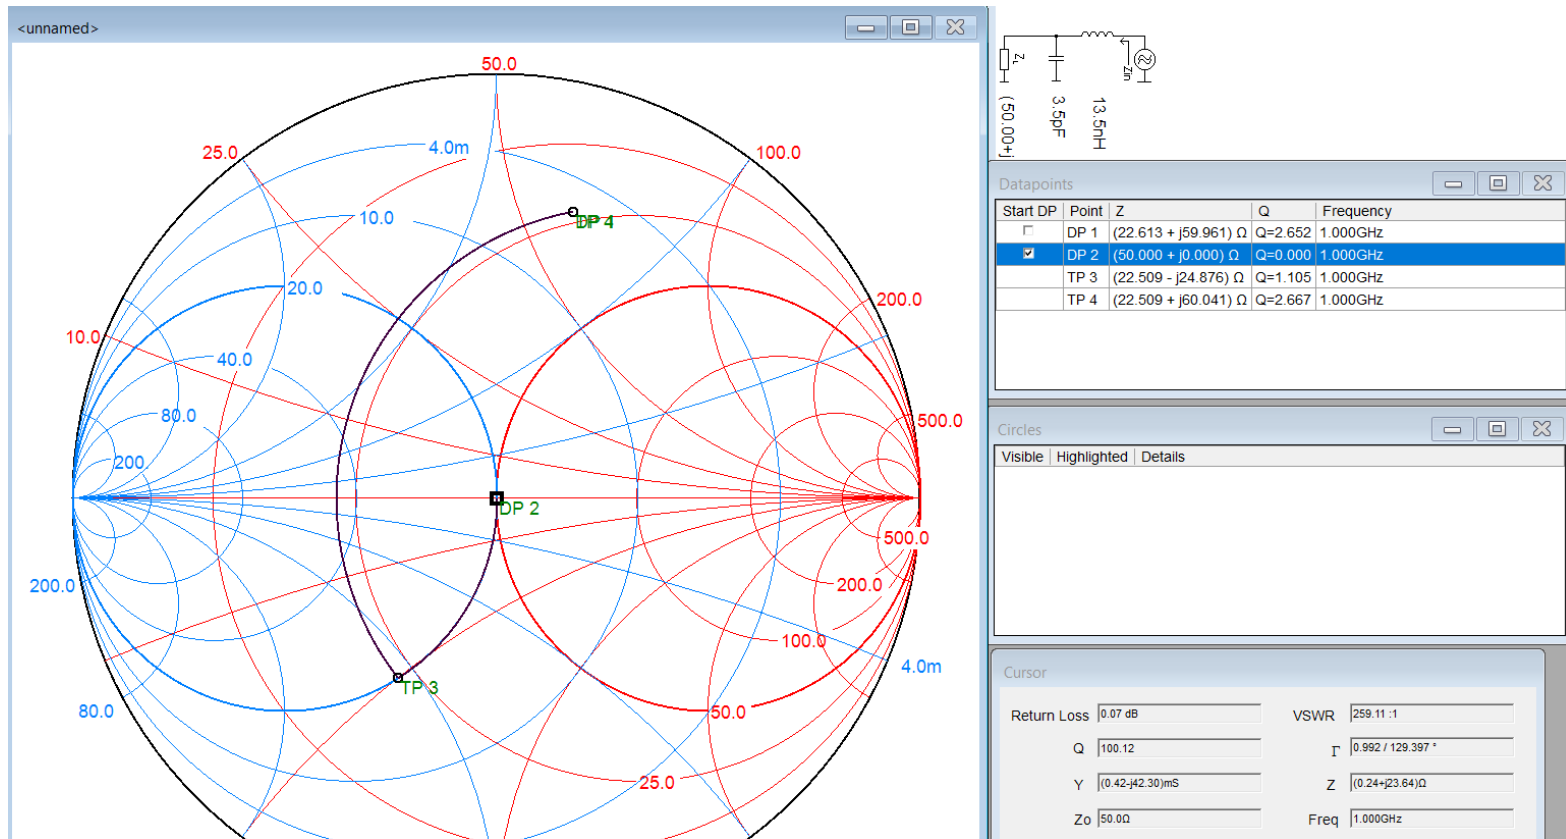 <unnamed>
50.0
25.0
4.0m
100.0
10.0
20.0
200.0
10.0
40.0
80.0
500.0
200
DP 4
DP 2
500.0
200.0
200.0
100.0
TP 3
4.0m
80.0
50.0
25.0
ZL
Zin
(50.00+j
3.5pF
13.5nH
Datapoints
Start DP Point Z Q Frequency
DP 1 (22.613 + j59.961) Ω Q=2.652 1.000GHz
DP 2 (50.000 + j0.000) Ω Q=0.000 1.000GHz
TP 3 (22.509 - j24.876) Ω Q=1.105 1.000GHz
TP 4 (22.509 + j60.041) Ω Q=2.667 1.000GHz
Circles
Visible Highlighted Details
Cursor
Return Loss 0.07 dB VSWR 259.11 :1
Q 100.12 Γ 0.992 / 129.397 °
Y (0.42-j42.30)mS Z (0.24+j23.64)Ω
Zo 50.0Ω Freq 1.000GHz